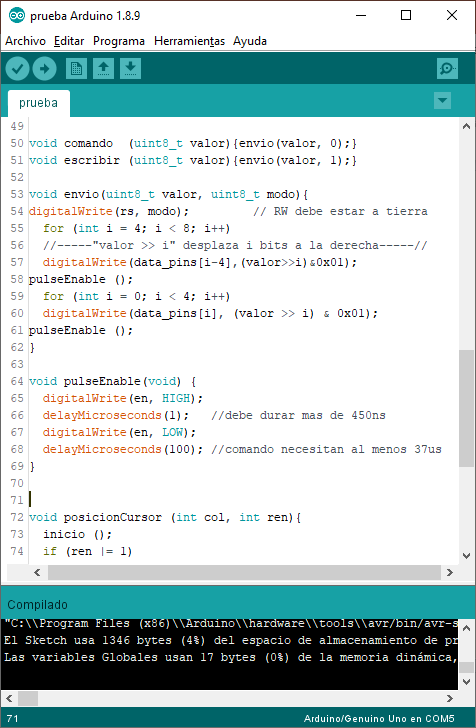 prueba Arduino 1.8.9
Archivo Editar Programa Herramientas Ayuda
prueba
49
50 void comando  (uint8_t valor){envio(valor, 0);}
51 void escribir (uint8_t valor){envio(valor, 1);}
52
53 void envio(uint8_t valor, uint8_t modo){
54 digitalWrite(rs, modo);         // RW debe estar a tierra
55   for (int i = 4; i < 8; i++)
56   //-----"valor >> i" desplaza i bits a la derecha-----//
57   digitalWrite(data_pins[i-4],(valor>>i)&0x01);
58 pulseEnable ();
59   for (int i = 0; i < 4; i++)
60   digitalWrite(data_pins[i], (valor >> i) & 0x01);
61 pulseEnable ();
62 }
63
64 void pulseEnable(void) {
65   digitalWrite(en, HIGH);
66   delayMicroseconds(1);   //debe durar mas de 450ns
67   digitalWrite(en, LOW);
68   delayMicroseconds(100); //comando necesitan al menos 37us
69 }
70
71
72 void posicionCursor (int col, int ren){
73   inicio ();
74   if (ren |= 1)
Compilado
"C:\\Program Files (x86)\\Arduino\\hardware\\tools\\avr/bin/avr-s
El Sketch usa 1346 bytes (4%) del espacio de almacenamiento de pr
Las variables Globales usan 17 bytes (0%) de la memoria dinámica,
71 Arduino/Genuino Uno en COM5